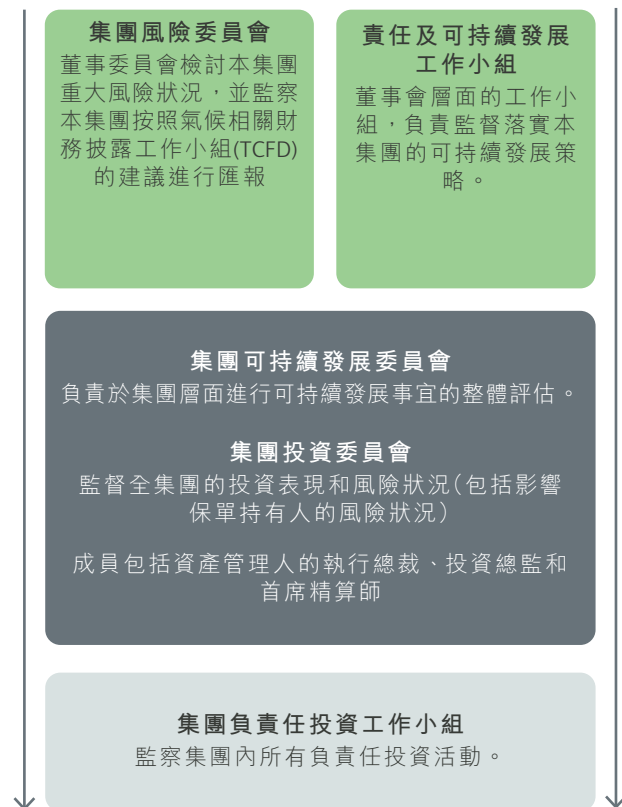 集團風險委員會
董事委員會檢討本集團
重大風險狀況，並監察
本集團按照氣候相關財
務披露工作小組(TCFD)
的建議進行匯報
責任及可持續發展
工作小組
董事會層面的工作小
組，負責監督落實本
集團的可持續發展策
略。
集團可持續發展委員會
負責於集團層面進行可持續發展事宜的整體評估。
集團投資委員會
監督全集團的投資表現和風險狀況(包括影響
保單持有人的風險狀況)
成員包括資產管理人的執行總裁、投資總監和
首席精算師
集團負責任投資工作小組
監察集團內所有負責任投資活動。